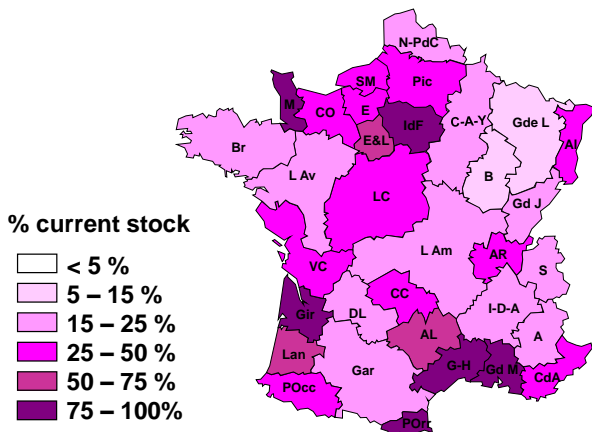 N-PdC
SM
Pic
M
CO
E
IdF
C-A-Y
Gde L
Al
Br
E&L
L Av
B
LC
Gd J
% current stock
L Am
AR
VC
S
< 5 %
CC
5 – 15 %
Gir
DL
I-D-A
15 – 25 %
AL
A
25 – 50 %
Lan
Gar
G-H
Gd M
50 – 75 %
POcc
CdA
75 – 100%
POrr